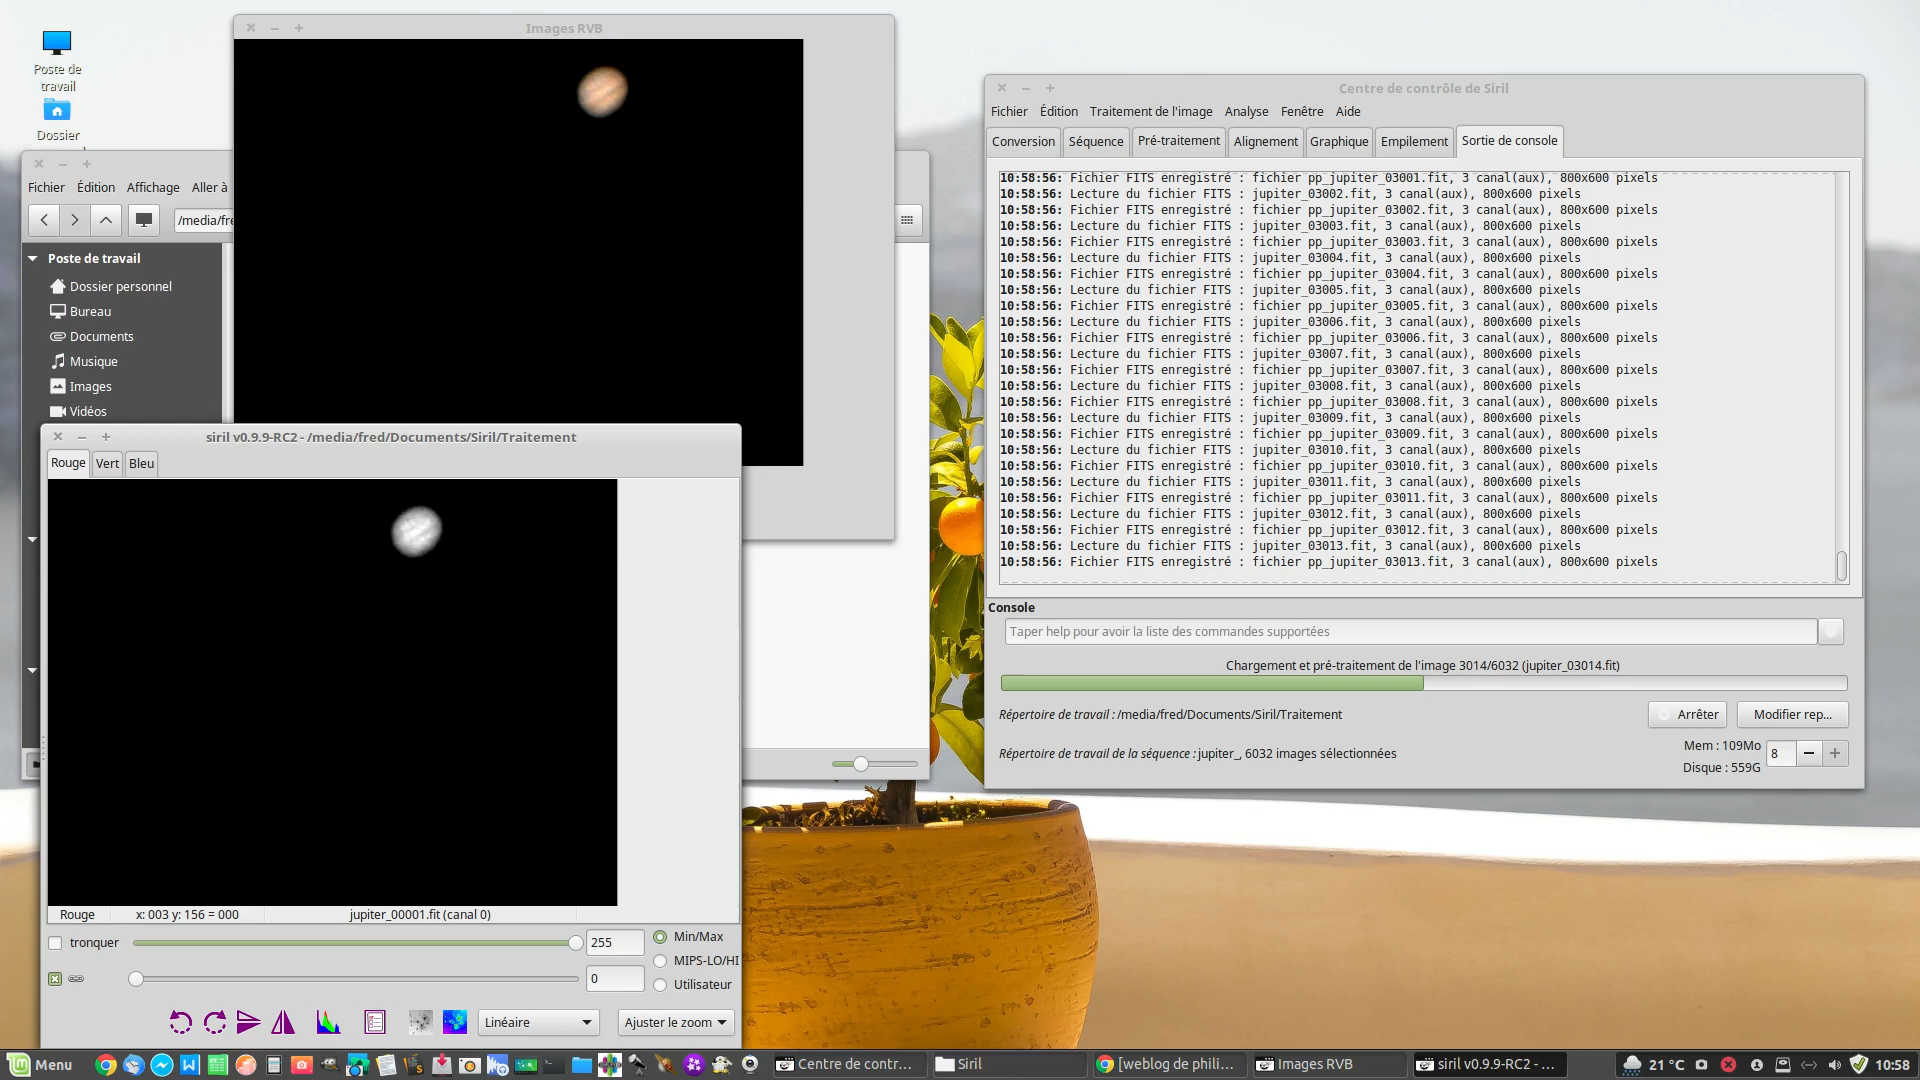 Poste de
travail
Dossier
Fichier
Édition
Affichage
Aller à
/media/fre
Poste de travail
Dossier personnel
Bureau
Documents
Musique
Images
Vidéos
Images RVB
siril v0.9.9-RC2 - /media/fred/Documents/Siril/Traitement
Rouge
Vert
Bleu
Rouge
x: 003 y: 156 = 000
jupiter_00001.fit (canal 0)
tronquer
255
Min/Max
MIPS-LO/HI
0
Utilisateur
Linéaire
Ajuster le zoom
Centre de contrôle de Siril
Fichier
Édition
Traitement de l'image
Analyse
Fenêtre
Aide
Conversion
Séquence
Pré-traitement
Alignement
Graphique
Empilement
Sortie de console
10:58:56: Fichier FITS enregistré : fichier pp_jupiter_03001.fit, 3 canal(aux), 800x600 pixels
10:58:56: Lecture du fichier FITS : jupiter_03002.fit, 3 canal(aux), 800x600 pixels
10:58:56: Fichier FITS enregistré : fichier pp_jupiter_03002.fit, 3 canal(aux), 800x600 pixels
10:58:56: Lecture du fichier FITS : jupiter_03003.fit, 3 canal(aux), 800x600 pixels
10:58:56: Fichier FITS enregistré : fichier pp_jupiter_03003.fit, 3 canal(aux), 800x600 pixels
10:58:56: Lecture du fichier FITS : jupiter_03004.fit, 3 canal(aux), 800x600 pixels
10:58:56: Fichier FITS enregistré : fichier pp_jupiter_03004.fit, 3 canal(aux), 800x600 pixels
10:58:56: Lecture du fichier FITS : jupiter_03005.fit, 3 canal(aux), 800x600 pixels
10:58:56: Fichier FITS enregistré : fichier pp_jupiter_03005.fit, 3 canal(aux), 800x600 pixels
10:58:56: Lecture du fichier FITS : jupiter_03006.fit, 3 canal(aux), 800x600 pixels
10:58:56: Fichier FITS enregistré : fichier pp_jupiter_03006.fit, 3 canal(aux), 800x600 pixels
10:58:56: Lecture du fichier FITS : jupiter_03007.fit, 3 canal(aux), 800x600 pixels
10:58:56: Fichier FITS enregistré : fichier pp_jupiter_03007.fit, 3 canal(aux), 800x600 pixels
10:58:56: Lecture du fichier FITS : jupiter_03008.fit, 3 canal(aux), 800x600 pixels
10:58:56: Fichier FITS enregistré : fichier pp_jupiter_03008.fit, 3 canal(aux), 800x600 pixels
10:58:56: Lecture du fichier FITS : jupiter_03009.fit, 3 canal(aux), 800x600 pixels
10:58:56: Fichier FITS enregistré : fichier pp_jupiter_03009.fit, 3 canal(aux), 800x600 pixels
10:58:56: Lecture du fichier FITS : jupiter_03010.fit, 3 canal(aux), 800x600 pixels
10:58:56: Fichier FITS enregistré : fichier pp_jupiter_03010.fit, 3 canal(aux), 800x600 pixels
10:58:56: Lecture du fichier FITS : jupiter_03011.fit, 3 canal(aux), 800x600 pixels
10:58:56: Fichier FITS enregistré : fichier pp_jupiter_03011.fit, 3 canal(aux), 800x600 pixels
10:58:56: Lecture du fichier FITS : jupiter_03012.fit, 3 canal(aux), 800x600 pixels
10:58:56: Fichier FITS enregistré : fichier pp_jupiter_03012.fit, 3 canal(aux), 800x600 pixels
10:58:56: Lecture du fichier FITS : jupiter_03013.fit, 3 canal(aux), 800x600 pixels
10:58:56: Fichier FITS enregistré : fichier pp_jupiter_03013.fit, 3 canal(aux), 800x600 pixels
Console
Taper help pour avoir la liste des commandes supportées
Chargement et pré-traitement de l'image 3014/6032 (jupiter_03014.fit)
Répertoire de travail : /media/fred/Documents/Siril/Traitement
Arrêter
Modifier rep...
Répertoire de travail de la séquence : jupiter_, 6032 images sélectionnées
Mem : 109Mo
8
Disque : 559G
Menu
Centre de contr...
Siril
[weblog de phili...
Images RVB
siril v0.9.9-RC2 - ...
21 °C
10:58